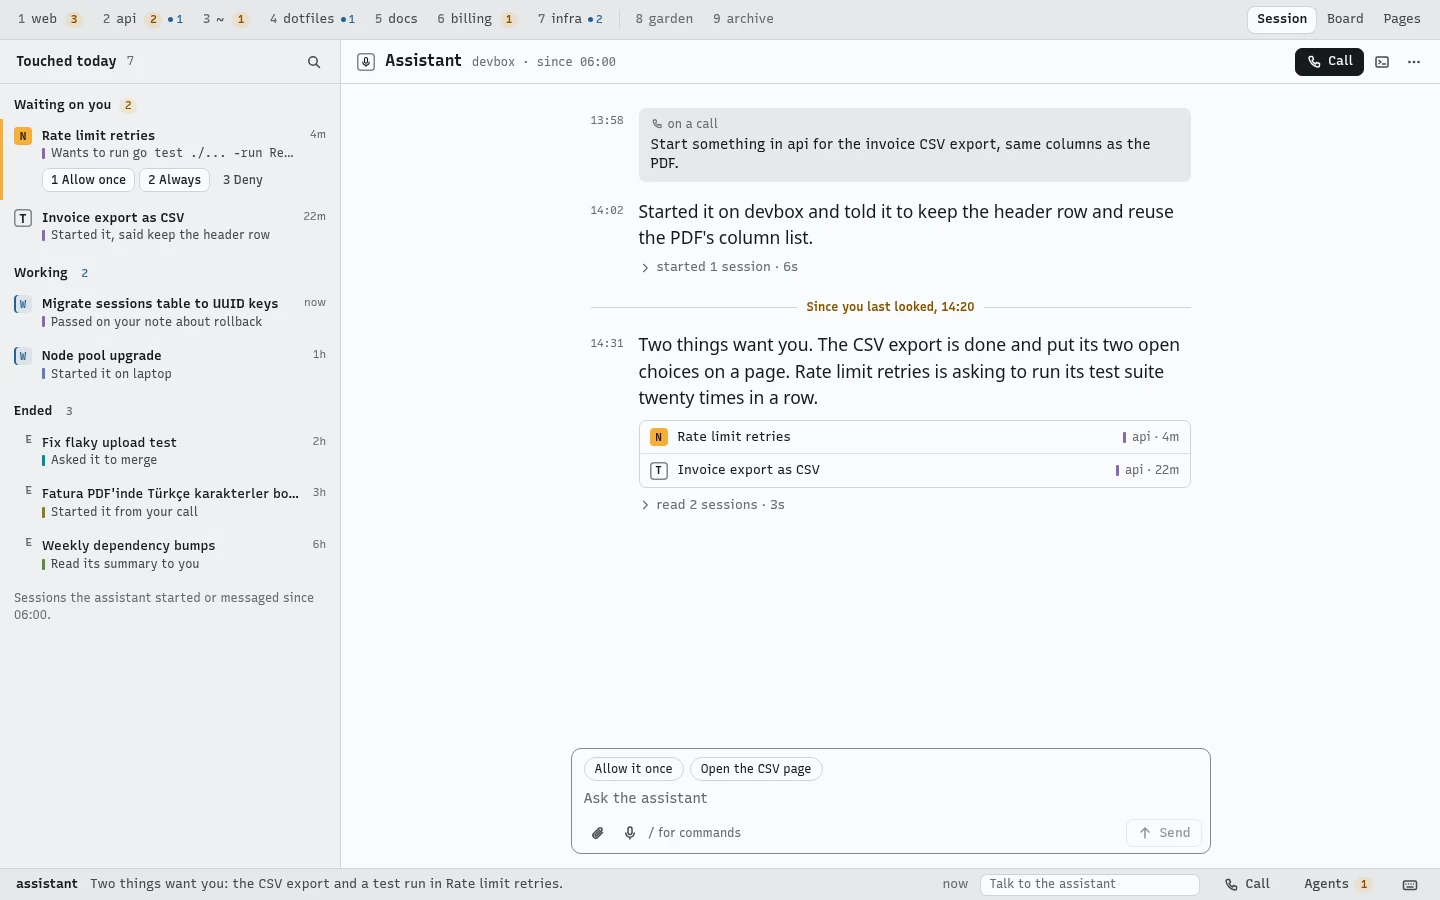 1 web 3 2 api 2 •1 3 ~ 1 4 dotfiles •1 5 docs 6 billing 1 7 infra •2 8 garden 9 archive Session Board Pages
Touched today 7
Assistant devbox · since 06:00 Call
Waiting on you 2
N Rate limit retries 4m
Wants to run go test ./... -run Re…
1 Allow once 2 Always 3 Deny
T Invoice export as CSV 22m
Started it, said keep the header row
Working 2
W Migrate sessions table to UUID keys now
Passed on your note about rollback
W Node pool upgrade 1h
Started it on laptop
Ended 3
E Fix flaky upload test 2h
Asked it to merge
E Fatura PDF'inde Türkçe karakterler bo… 3h
Started it from your call
E Weekly dependency bumps 6h
Read its summary to you
Sessions the assistant started or messaged since
06:00.
13:58 on a call
Start something in api for the invoice CSV export, same columns as the
PDF.
14:02 Started it on devbox and told it to keep the header row and reuse
the PDF's column list.
started 1 session · 6s
Since you last looked, 14:20
14:31 Two things want you. The CSV export is done and put its two open
choices on a page. Rate limit retries is asking to run its test suite
twenty times in a row.
N Rate limit retries api · 4m
T Invoice export as CSV api · 22m
read 2 sessions · 3s
Allow it once Open the CSV page
Ask the assistant
/ for commands Send
assistant Two things want you: the CSV export and a test run in Rate limit retries. now Talk to the assistant Call Agents 1